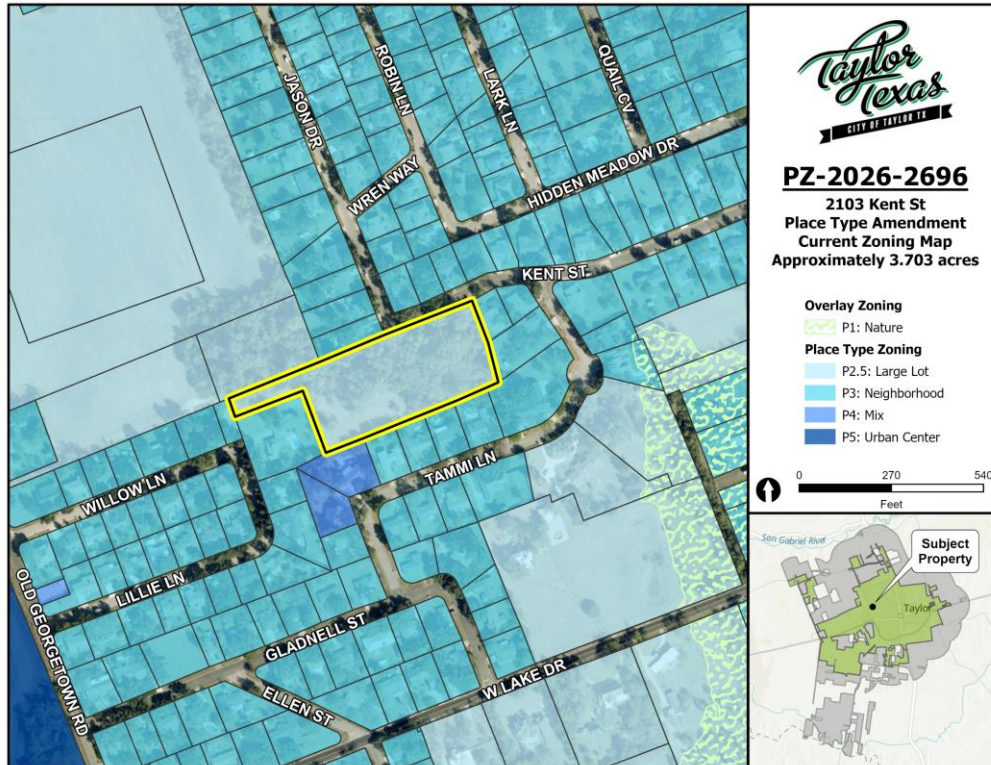 JASON DR
ROBIN LN
LARK LN
QUAIL CV
WREN WAY
HIDDEN MEADOW DR
KENT ST
TAMMI LN
WILLOW LN
LILLIE LN
OLD GEORGETOWN RD
GLADNELL ST
ELLEN ST
W LAKE DR
Taylor
Texas
CITY OF TAYLOR TX
PZ-2026-2696
2103 Kent St
Place Type Amendment
Current Zoning Map
Approximately 3.703 acres
Overlay Zoning
P1: Nature
Place Type Zoning
P2.5: Large Lot
P3: Neighborhood
P4: Mix
P5: Urban Center
0 270 540
Feet
San Gabriel River
Subject
Property
Taylor